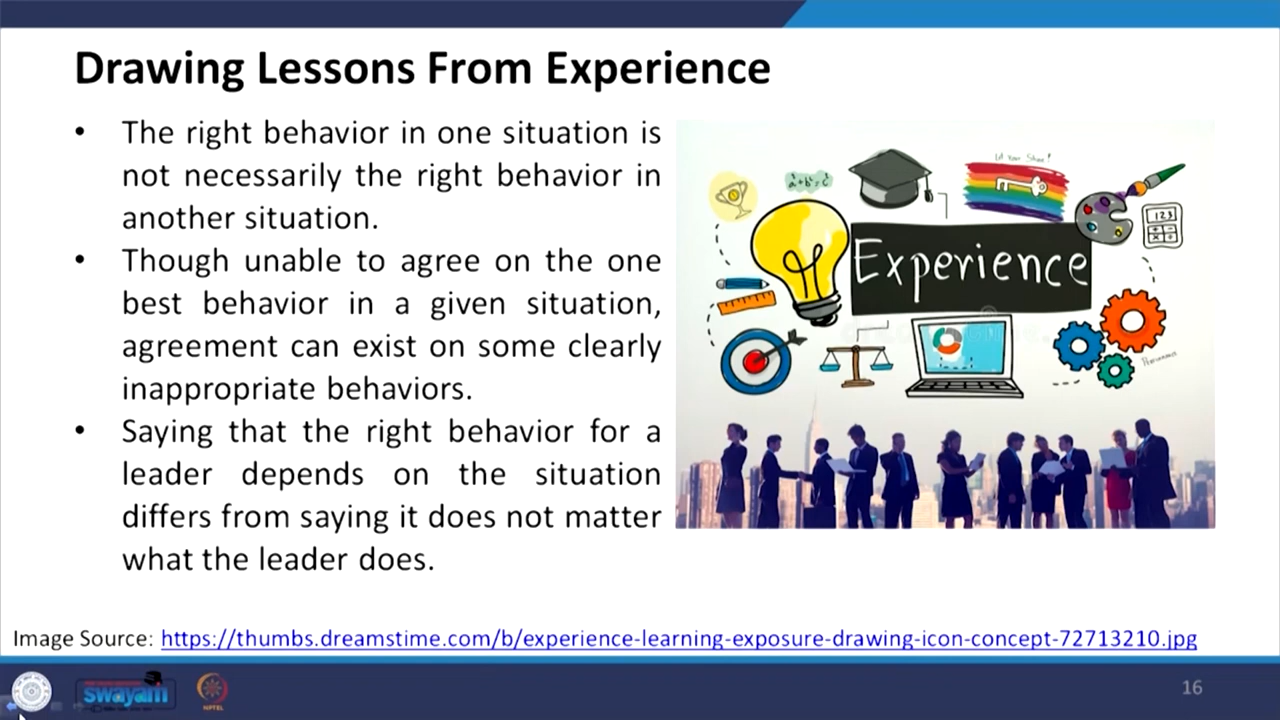 Drawing Lessons From Experience
• The right behavior in one situation is
not necessarily the right behavior in
another situation.
• Though unable to agree on the one
best behavior in a given situation,
agreement can exist on some clearly
inappropriate behaviors.
• Saying that the right behavior for a
leader depends on the situation
differs from saying it does not matter
what the leader does.
Experience
123
Image Source: https://thumbs.dreamstime.com/b/experience-learning-exposure-drawing-icon-concept-72713210.jpg
swayam
NPTEL
16